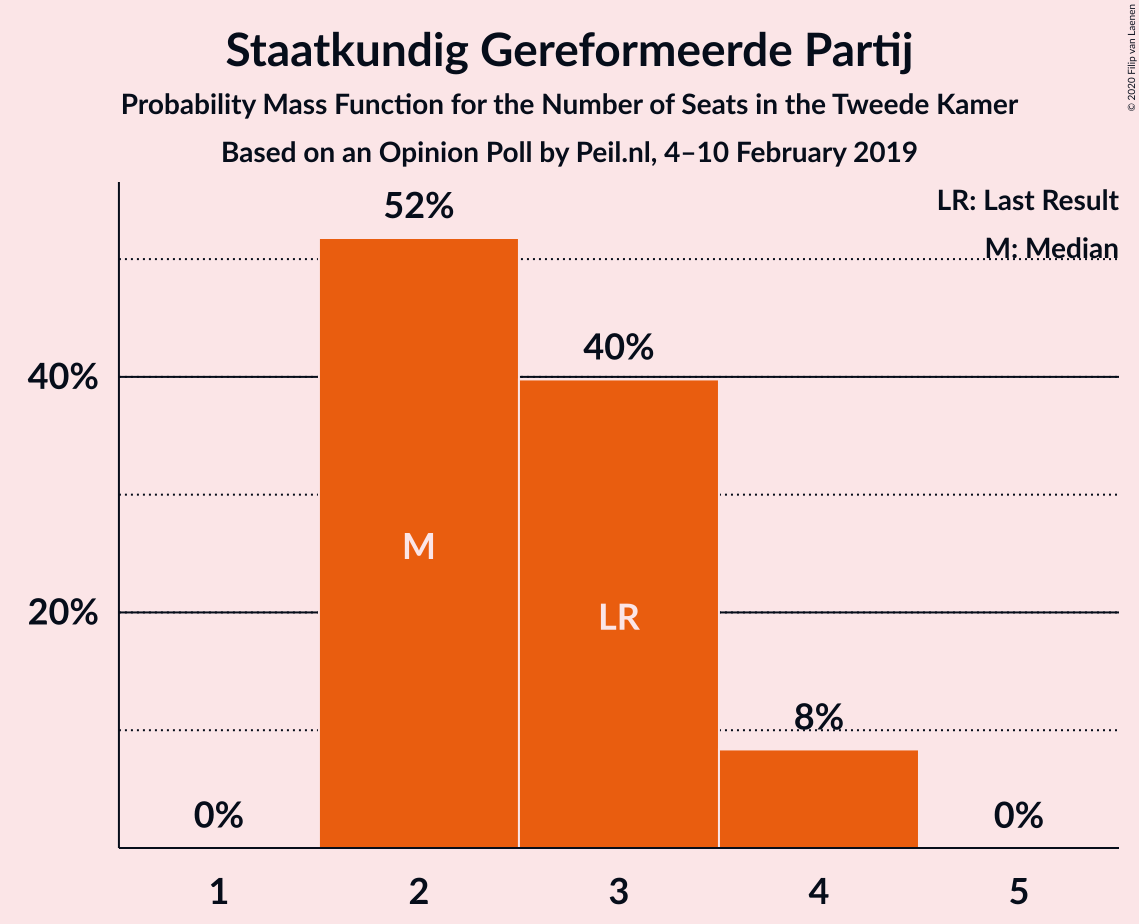 Staatkundig Gereformeerde Partij
Probability Mass Function for the Number of Seats in the Tweede Kamer
Based on an Opinion Poll by Peil.nl, 4–10 February 2019
© 2020 Filip van Laenen
LR: Last Result
M: Median
52%
40%
40%
M
20%
LR
8%
0%
0%
1
2
3
4
5